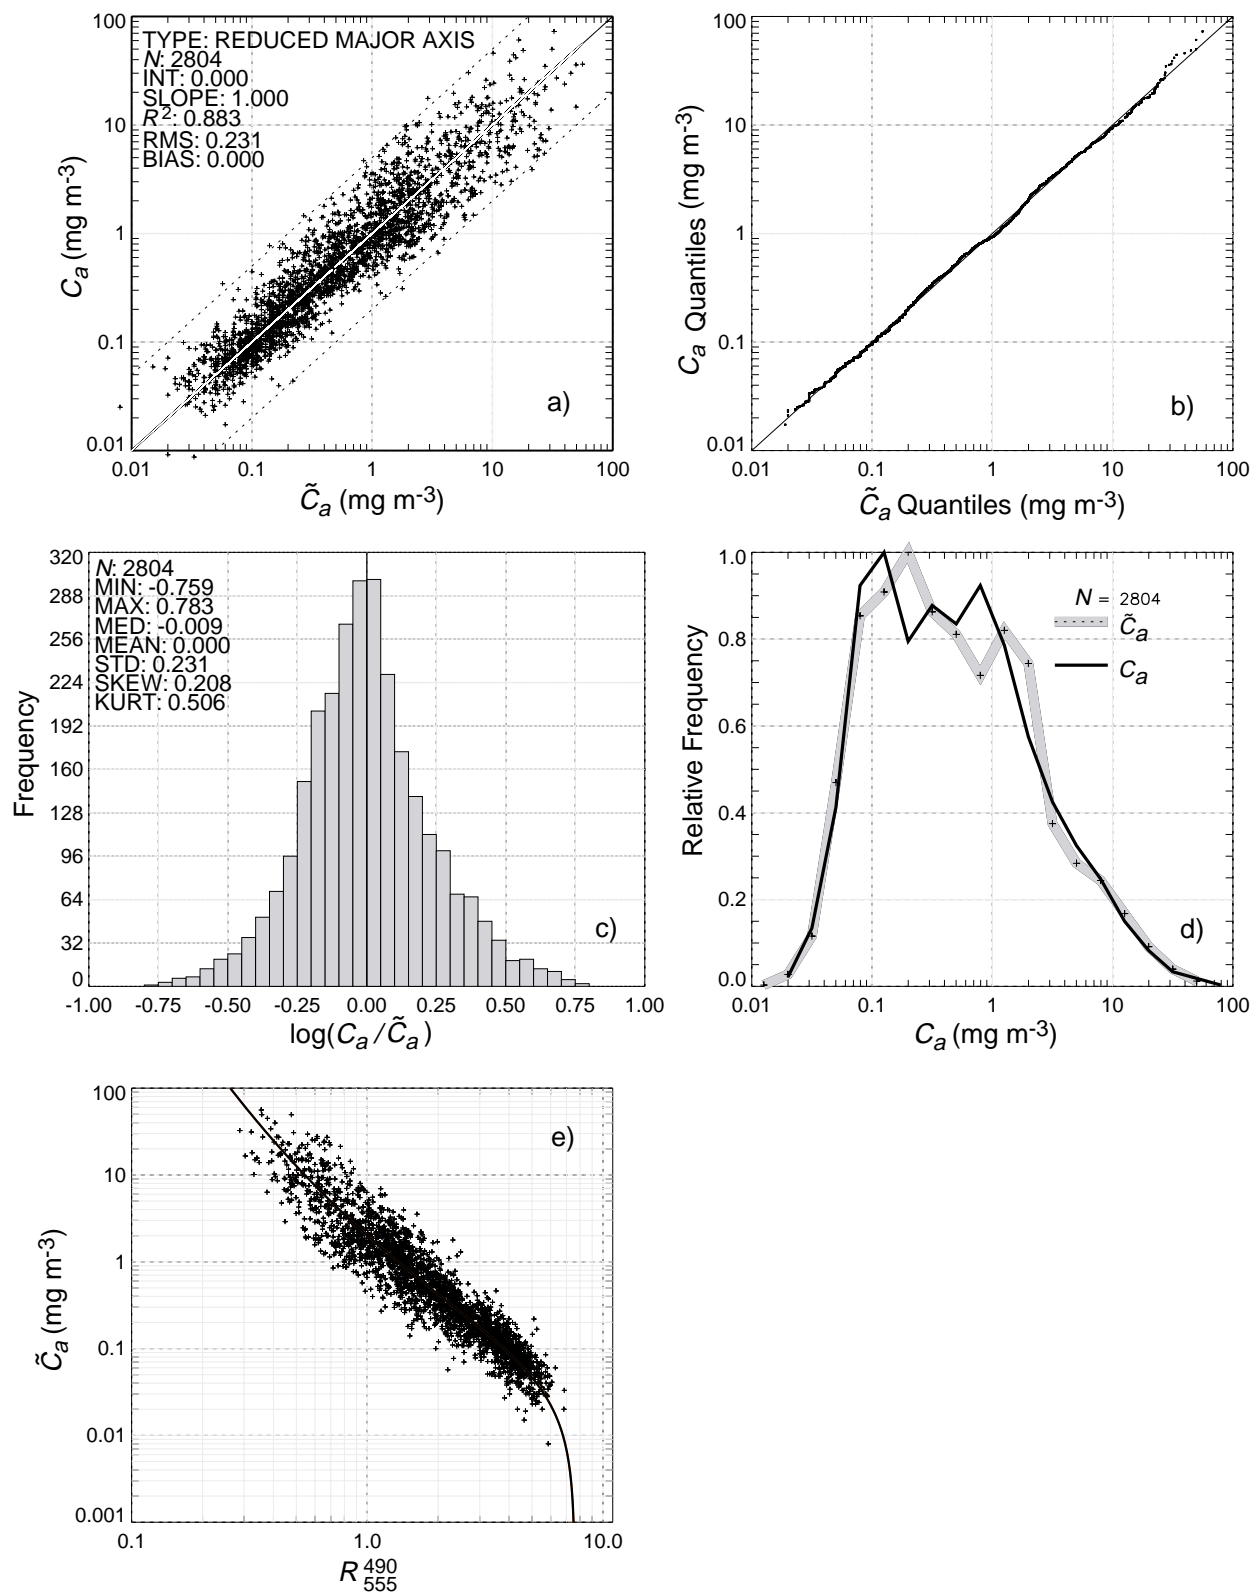 100
10
1
0.1
0.01
C_a (mg m-3)
TYPE: REDUCED MAJOR AXIS
N: 2804
INT: 0.000
SLOPE: 1.000
R2: 0.883
RMS: 0.231
BIAS: 0.000
a)
0.01 0.1 1 10 100
C̃a (mg m-3)
100
10
1
0.1
0.01
Ca Quantiles (mg m-3)
b)
0.01 0.1 1 10 100
C̃a Quantiles (mg m-3)
320
288
256
224
192
160
128
96
64
32
0
Frequency
N: 2804
MIN: -0.759
MAX: 0.783
MED: -0.009
MEAN: 0.000
STD: 0.231
SKEW: 0.208
KURT: 0.506
c)
-1.00 -0.75 -0.50 -0.25 0.00 0.25 0.50 0.75 1.00
log(Ca/C̃a)
1.0
0.8
0.6
0.4
0.2
0.0
Relative Frequency
N = 2804
C̃a
Ca
d)
0.01 0.1 1 10 100
Ca (mg m-3)
100
10
1
0.1
0.01
0.001
C̃a (mg m-3)
e)
0.1 1.0 10.0
R 490
555